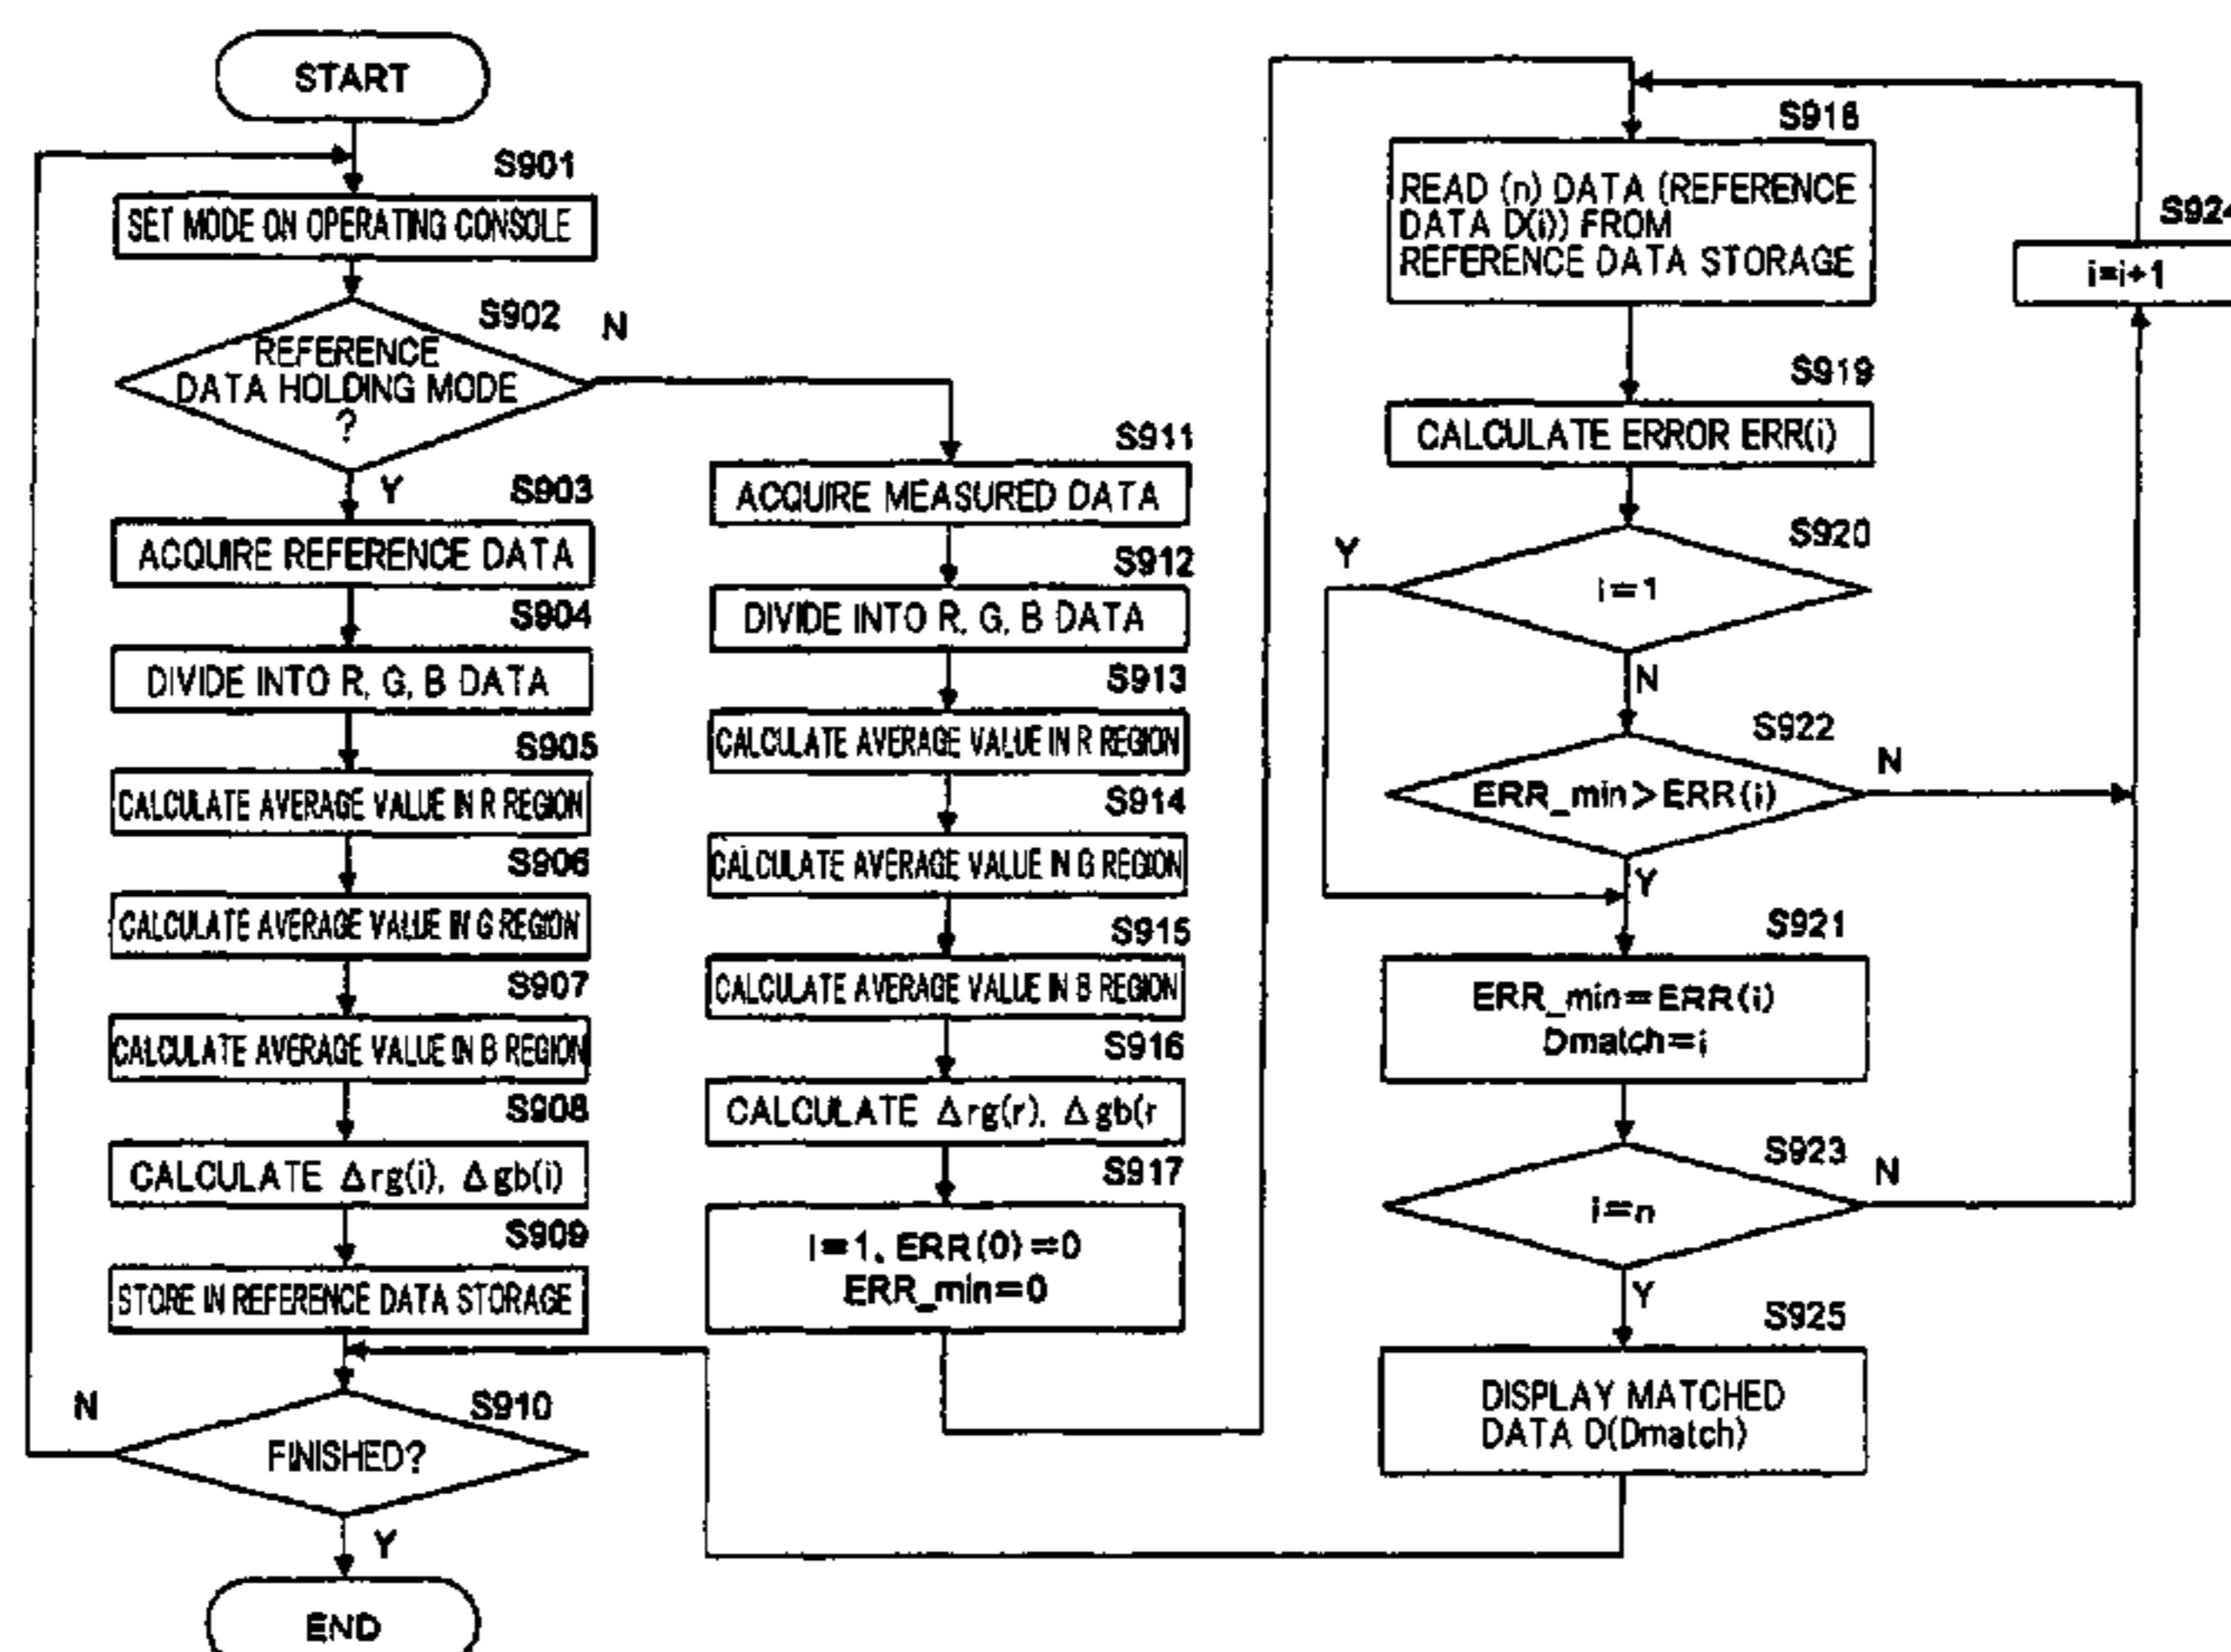 START
S901
SET MODE ON OPERATING CONSOLE
S902
N
REFERENCE
DATA HOLDING MODE
?
Y
S903
ACQUIRE REFERENCE DATA
S904
DIVIDE INTO R, G, B DATA
S905
CALCULATE AVERAGE VALUE IN R REGION
S906
CALCULATE AVERAGE VALUE IN G REGION
S907
CALCULATE AVERAGE VALUE IN B REGION
S908
CALCULATE Δrg(i), Δgb(i)
S909
STORE IN REFERENCE DATA STORAGE
N
S910
FINISHED?
Y
END
S911
ACQUIRE MEASURED DATA
S912
DIVIDE INTO R, G, B DATA
S913
CALCULATE AVERAGE VALUE IN R REGION
S914
CALCULATE AVERAGE VALUE IN G REGION
S915
CALCULATE AVERAGE VALUE IN B REGION
S916
CALCULATE Δrg(r), Δgb(r
S917
i=1, ERR(0)=0
ERR_min=0
S918
READ (n) DATA (REFERENCE
DATA D(i)) FROM
REFERENCE DATA STORAGE
S919
CALCULATE ERROR ERR(i)
S920
Y
i=1
N
S922
N
ERR_min>ERR(i)
Y
S921
ERR_min=ERR(i)
Dmatch=i
S923
N
i=n
Y
S925
DISPLAY MATCHED
DATA D(Dmatch)
S924
i=i+1